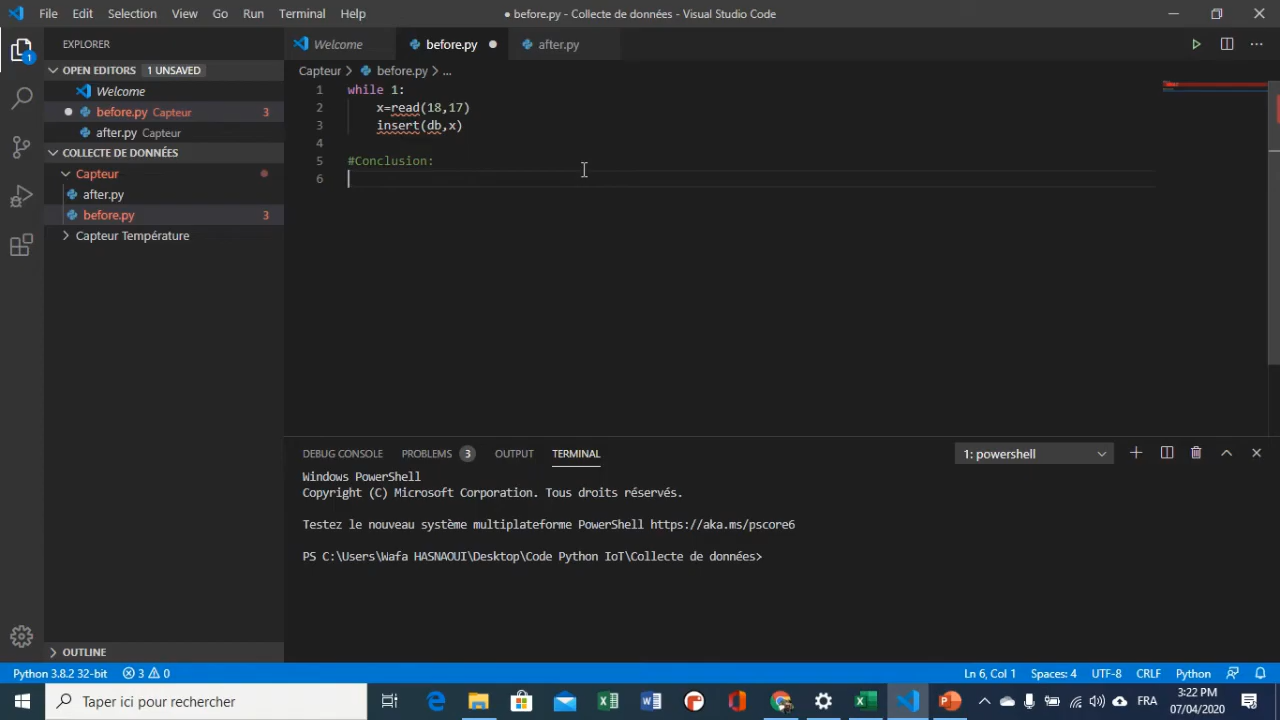 File Edit Selection View Go Run Terminal Help
● before.py - Collecte de données - Visual Studio Code
EXPLORER
OPEN EDITORS 1 UNSAVED
Welcome
before.py Capteur 3
after.py Capteur
COLLECTE DE DONNÉES
Capteur
after.py
before.py 3
Capteur Température
OUTLINE
1
Welcome before.py after.py
Capteur > before.py > ...
1 while 1:
2 x=read(18,17)
3 insert(db,x)
4
5 #Conclusion:
6
DEBUG CONSOLE PROBLEMS 3 OUTPUT TERMINAL
1: powershell
Windows PowerShell
Copyright (C) Microsoft Corporation. Tous droits réservés.
Testez le nouveau système multiplateforme PowerShell https://aka.ms/pscore6
PS C:\Users\Wafa HASNAOUI\Desktop\Code Python IoT\Collecte de données>
Python 3.8.2 32-bit 3 0
Ln 6, Col 1 Spaces: 4 UTF-8 CRLF Python
Taper ici pour rechercher
FRA
3:22 PM
07/04/2020